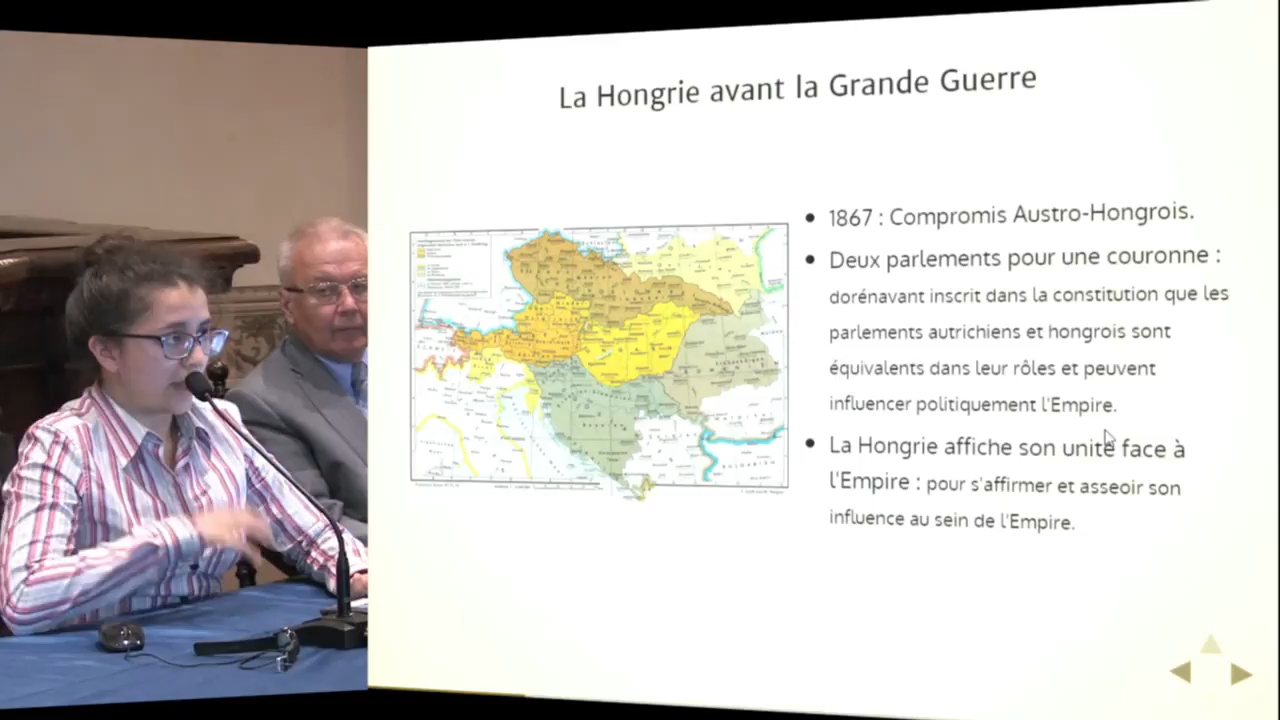 La Hongrie avant la Grande Guerre
1867 : Compromis Austro-Hongrois.
Deux parlements pour une couronne :
dorénavant inscrit dans la constitution que les
parlements autrichiens et hongrois sont
équivalents dans leur rôles et peuvent
influencer politiquement l'Empire.
La Hongrie affiche son unité face à
l'Empire : pour s'affirmer et asseoir son
influence au sein de l'Empire.